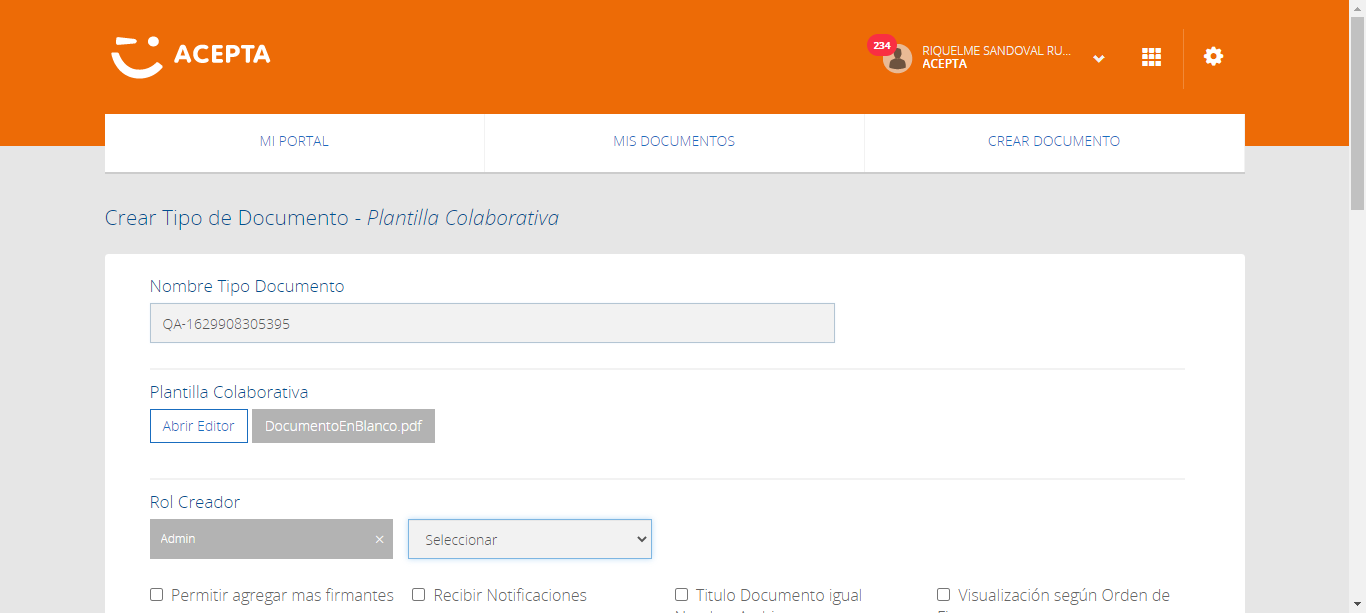 ACEPTA
234
RIQUELME SANDOVAL RU...
ACEPTA
MI PORTAL
MIS DOCUMENTOS
CREAR DOCUMENTO
Crear Tipo de Documento - Plantilla Colaborativa
Nombre Tipo Documento
QA-1629908305395
Plantilla Colaborativa
Abrir Editor
DocumentoEnBlanco.pdf
Rol Creador
Admin ×
Seleccionar
Permitir agregar mas firmantes
Recibir Notificaciones
Titulo Documento igual
Visualización según Orden de